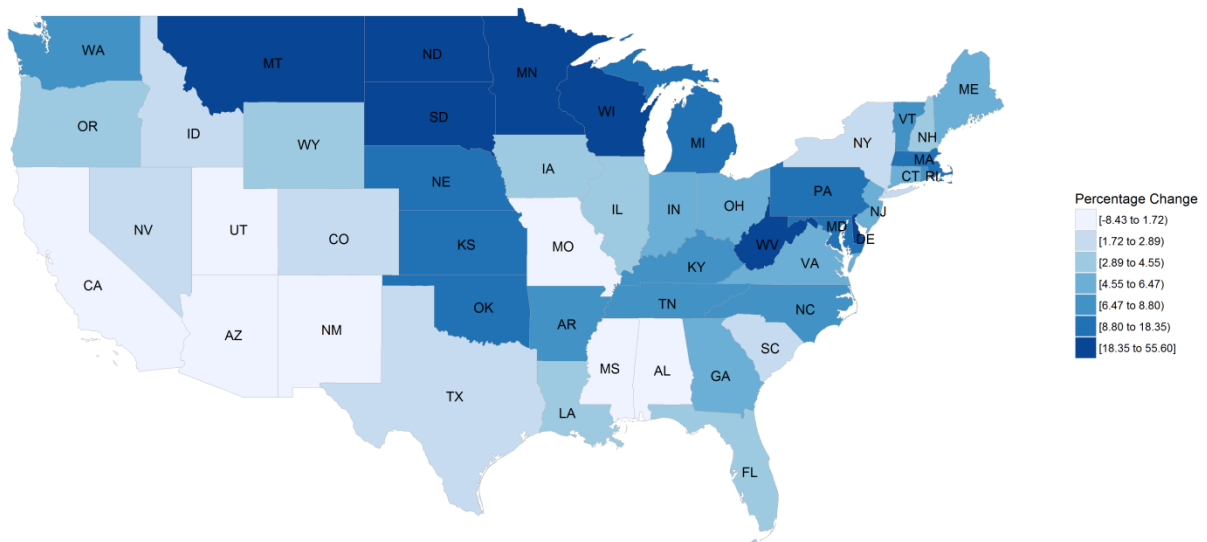 WA
MT
ND
MN
ME
OR
ID
SD
WI
VT
NH
WY
MI
NY
MA
IA
CT RI
NE
PA
NV
UT
CO
IL
IN
OH
NJ
KS
MO
WV
MD
DE
CA
KY
VA
AZ
NM
OK
AR
TN
NC
TX
LA
MS
AL
GA
SC
FL
Percentage Change
[-8.43 to 1.72)
[1.72 to 2.89)
[2.89 to 4.55)
[4.55 to 6.47)
[6.47 to 8.80)
[8.80 to 18.35)
[18.35 to 55.60]